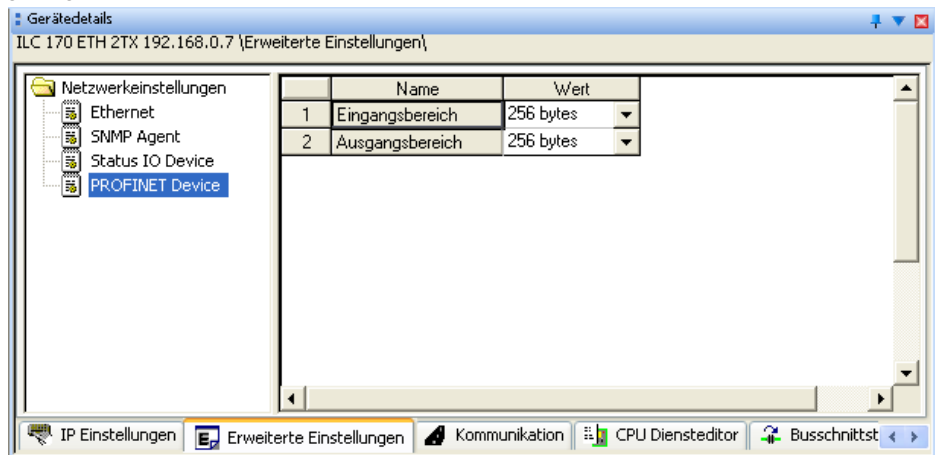 Gerätedetails
ILC 170 ETH 2TX 192.168.0.7 \Erweiterte Einstellungen\
Netzwerkeinstellungen
Ethernet
SNMP Agent
Status IO Device
PROFINET Device
Name Wert
1 Eingangsbereich 256 bytes
2 Ausgangsbereich 256 bytes
IP Einstellungen Erweiterte Einstellungen Kommunikation CPU Diensteditor Busschnittst